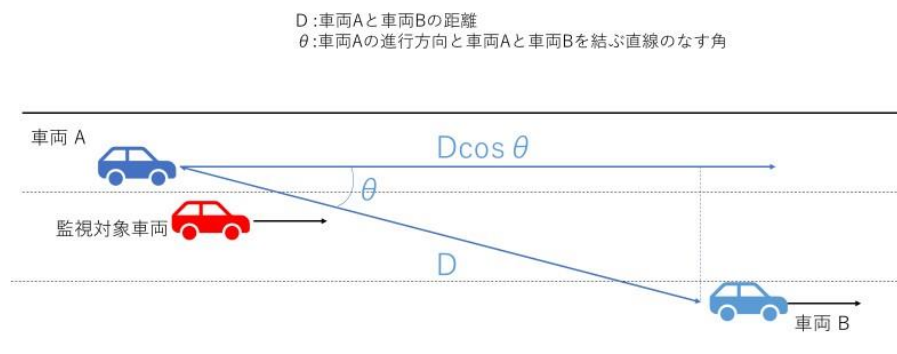 D :車両Aと車両Bの距離
θ:車両Aの進行方向と車両Aと車両Bを結ぶ直線のなす角
車両 A
Dcos θ
θ
監視対象車両
D
車両 B